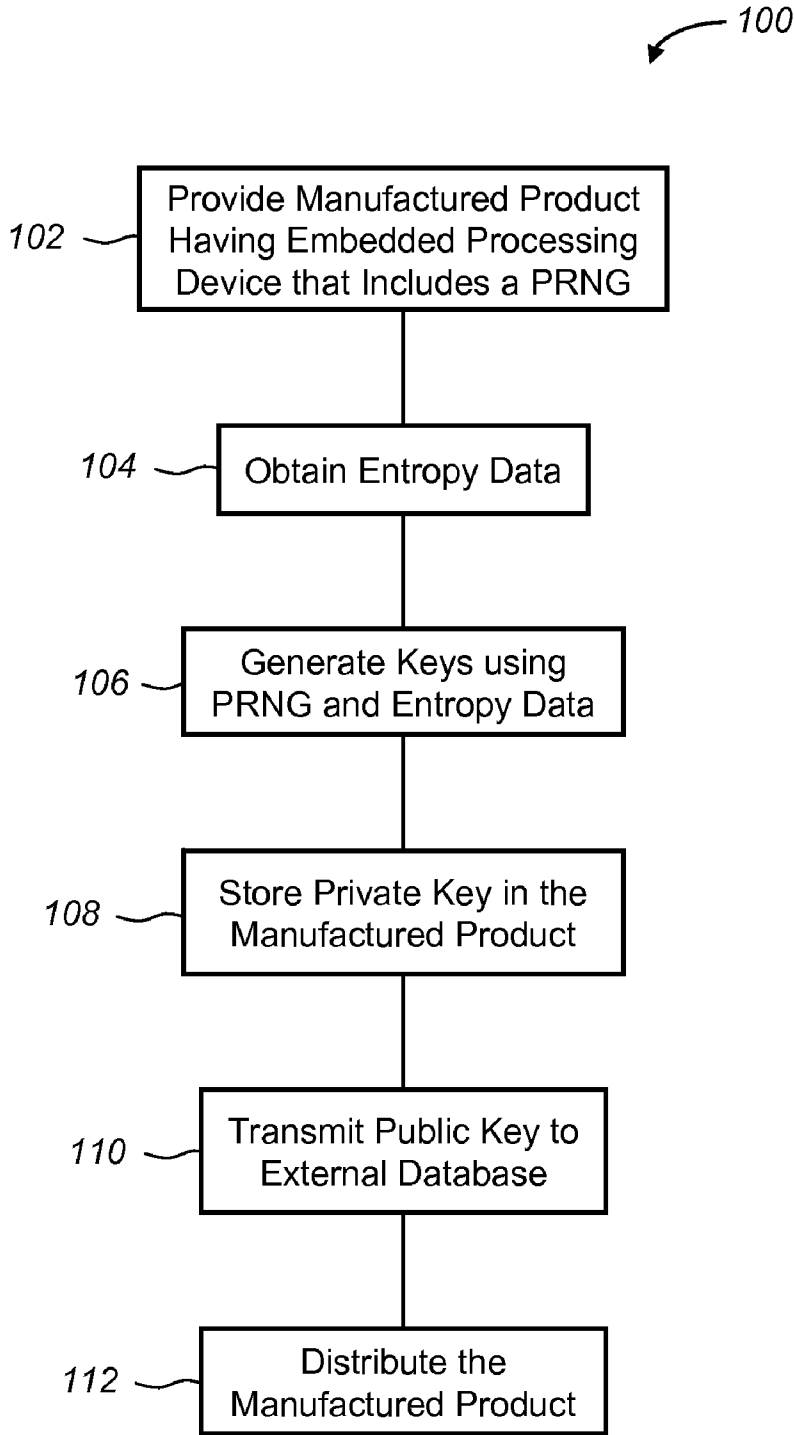 100
102
Provide Manufactured Product
Having Embedded Processing
Device that Includes a PRNG
104
Obtain Entropy Data
106
Generate Keys using
PRNG and Entropy Data
108
Store Private Key in the
Manufactured Product
110
Transmit Public Key to
External Database
112
Distribute the
Manufactured Product